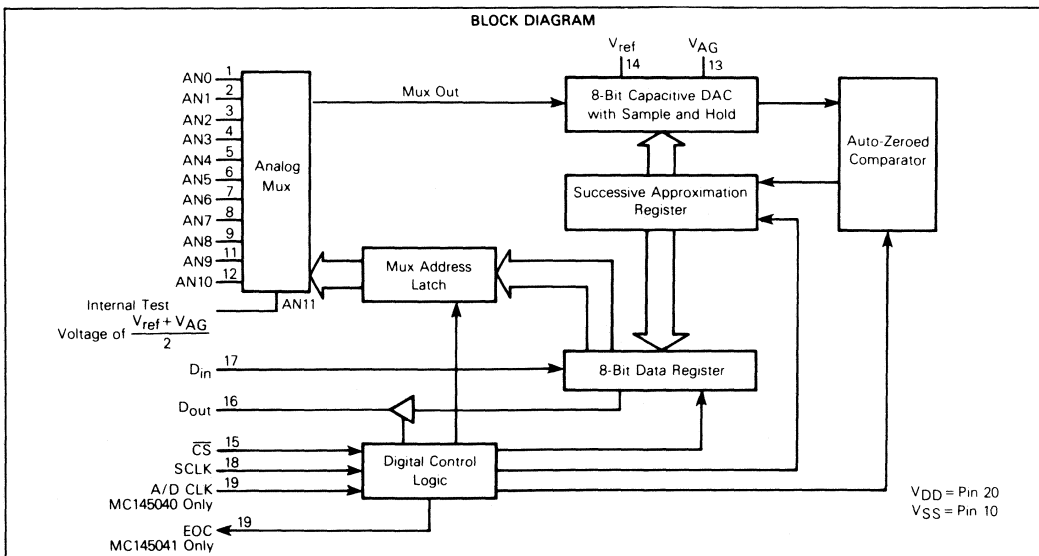 BLOCK DIAGRAM
Vref
14
VAG
13
AN0 1
AN1 2
AN2 3
AN3 4
AN4 5
AN5 6
AN6 7
AN7 8
AN8 9
AN9 11
AN10 12
Analog
Mux
Mux Out
8-Bit Capacitive DAC
with Sample and Hold
Auto-Zeroed
Comparator
Successive Approximation
Register
Mux Address
Latch
AN11
Internal Test
Voltage of Vref + VAG
2
Din 17
8-Bit Data Register
Dout 16
CS 15
SCLK 18
A/D CLK 19
MC145040 Only
Digital Control
Logic
EOC 19
MC145041 Only
VDD = Pin 20
VSS = Pin 10